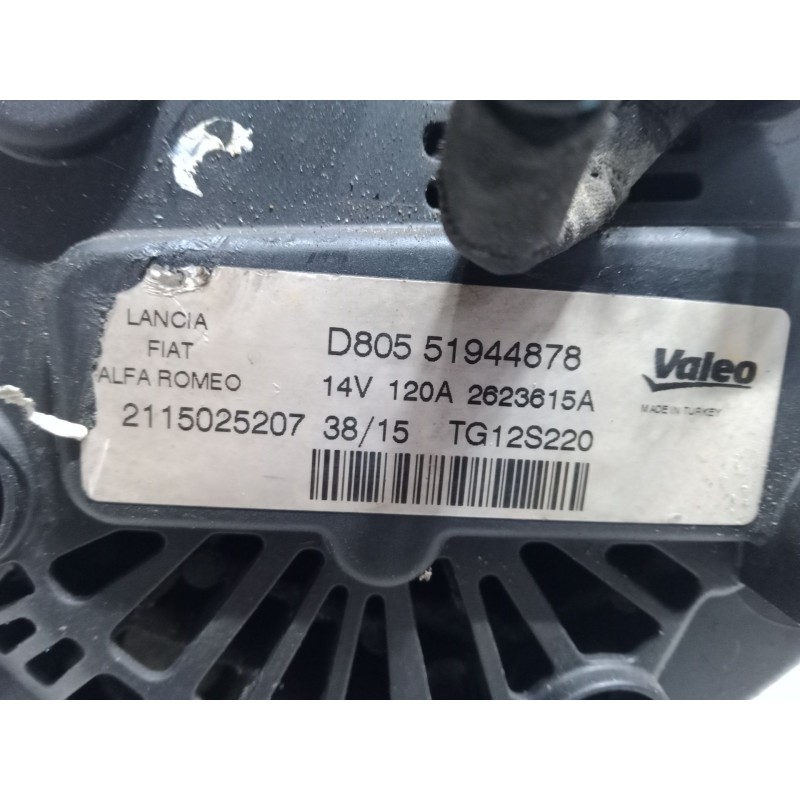 LANCIA
FIAT
ALFA ROMEO
D805 51944878
14V 120A 2623615A
2115025207 38/15 TG12S220
Valeo
MADE IN TURKEY